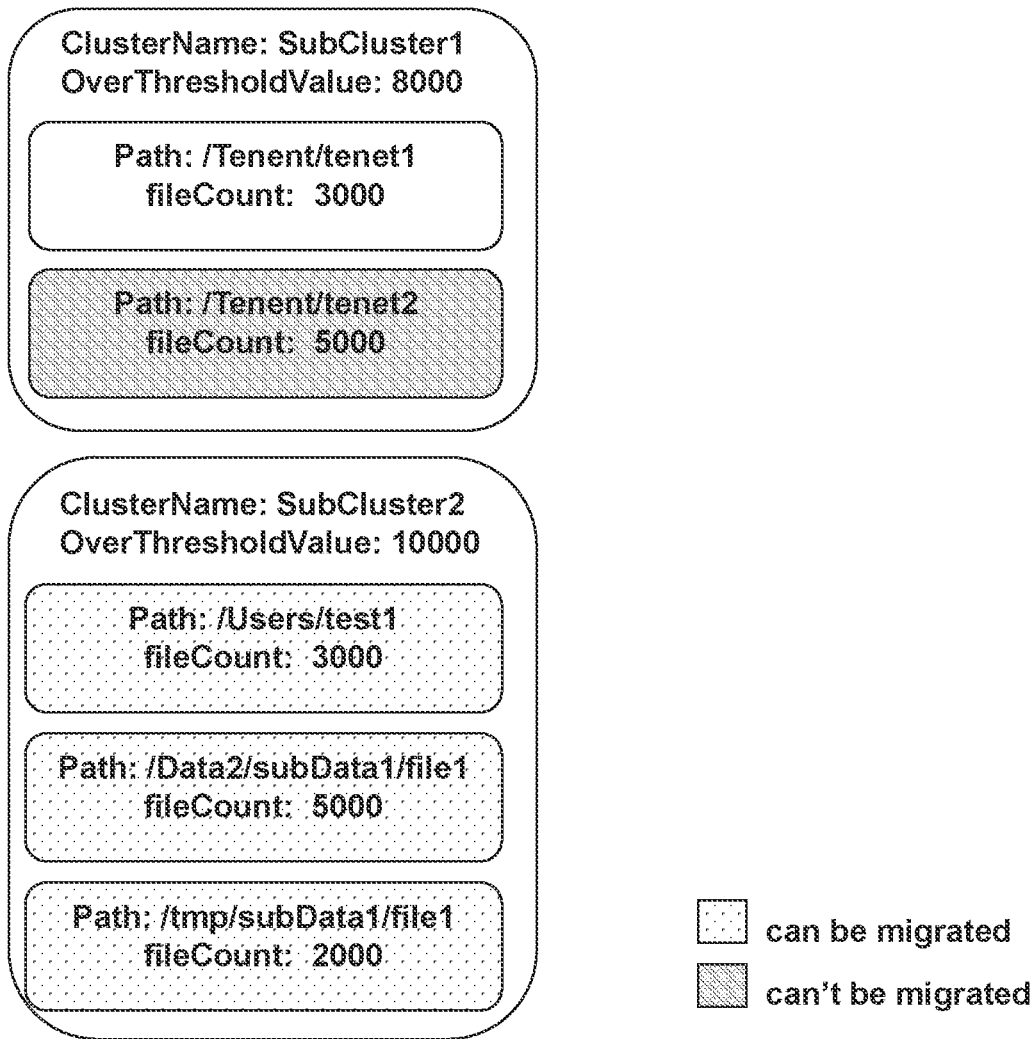 ClusterName: SubCluster1
OverThresholdValue: 8000
Path: /Tenent/tenet1
fileCount: 3000
Path: /Tenent/tenet2
fileCount: 5000
ClusterName: SubCluster2
OverThresholdValue: 10000
Path: /Users/test1
fileCount: 3000
Path: /Data2/subData1/file1
fileCount: 5000
Path: /tmp/subData1/file1
fileCount: 2000
can be migrated
can't be migrated